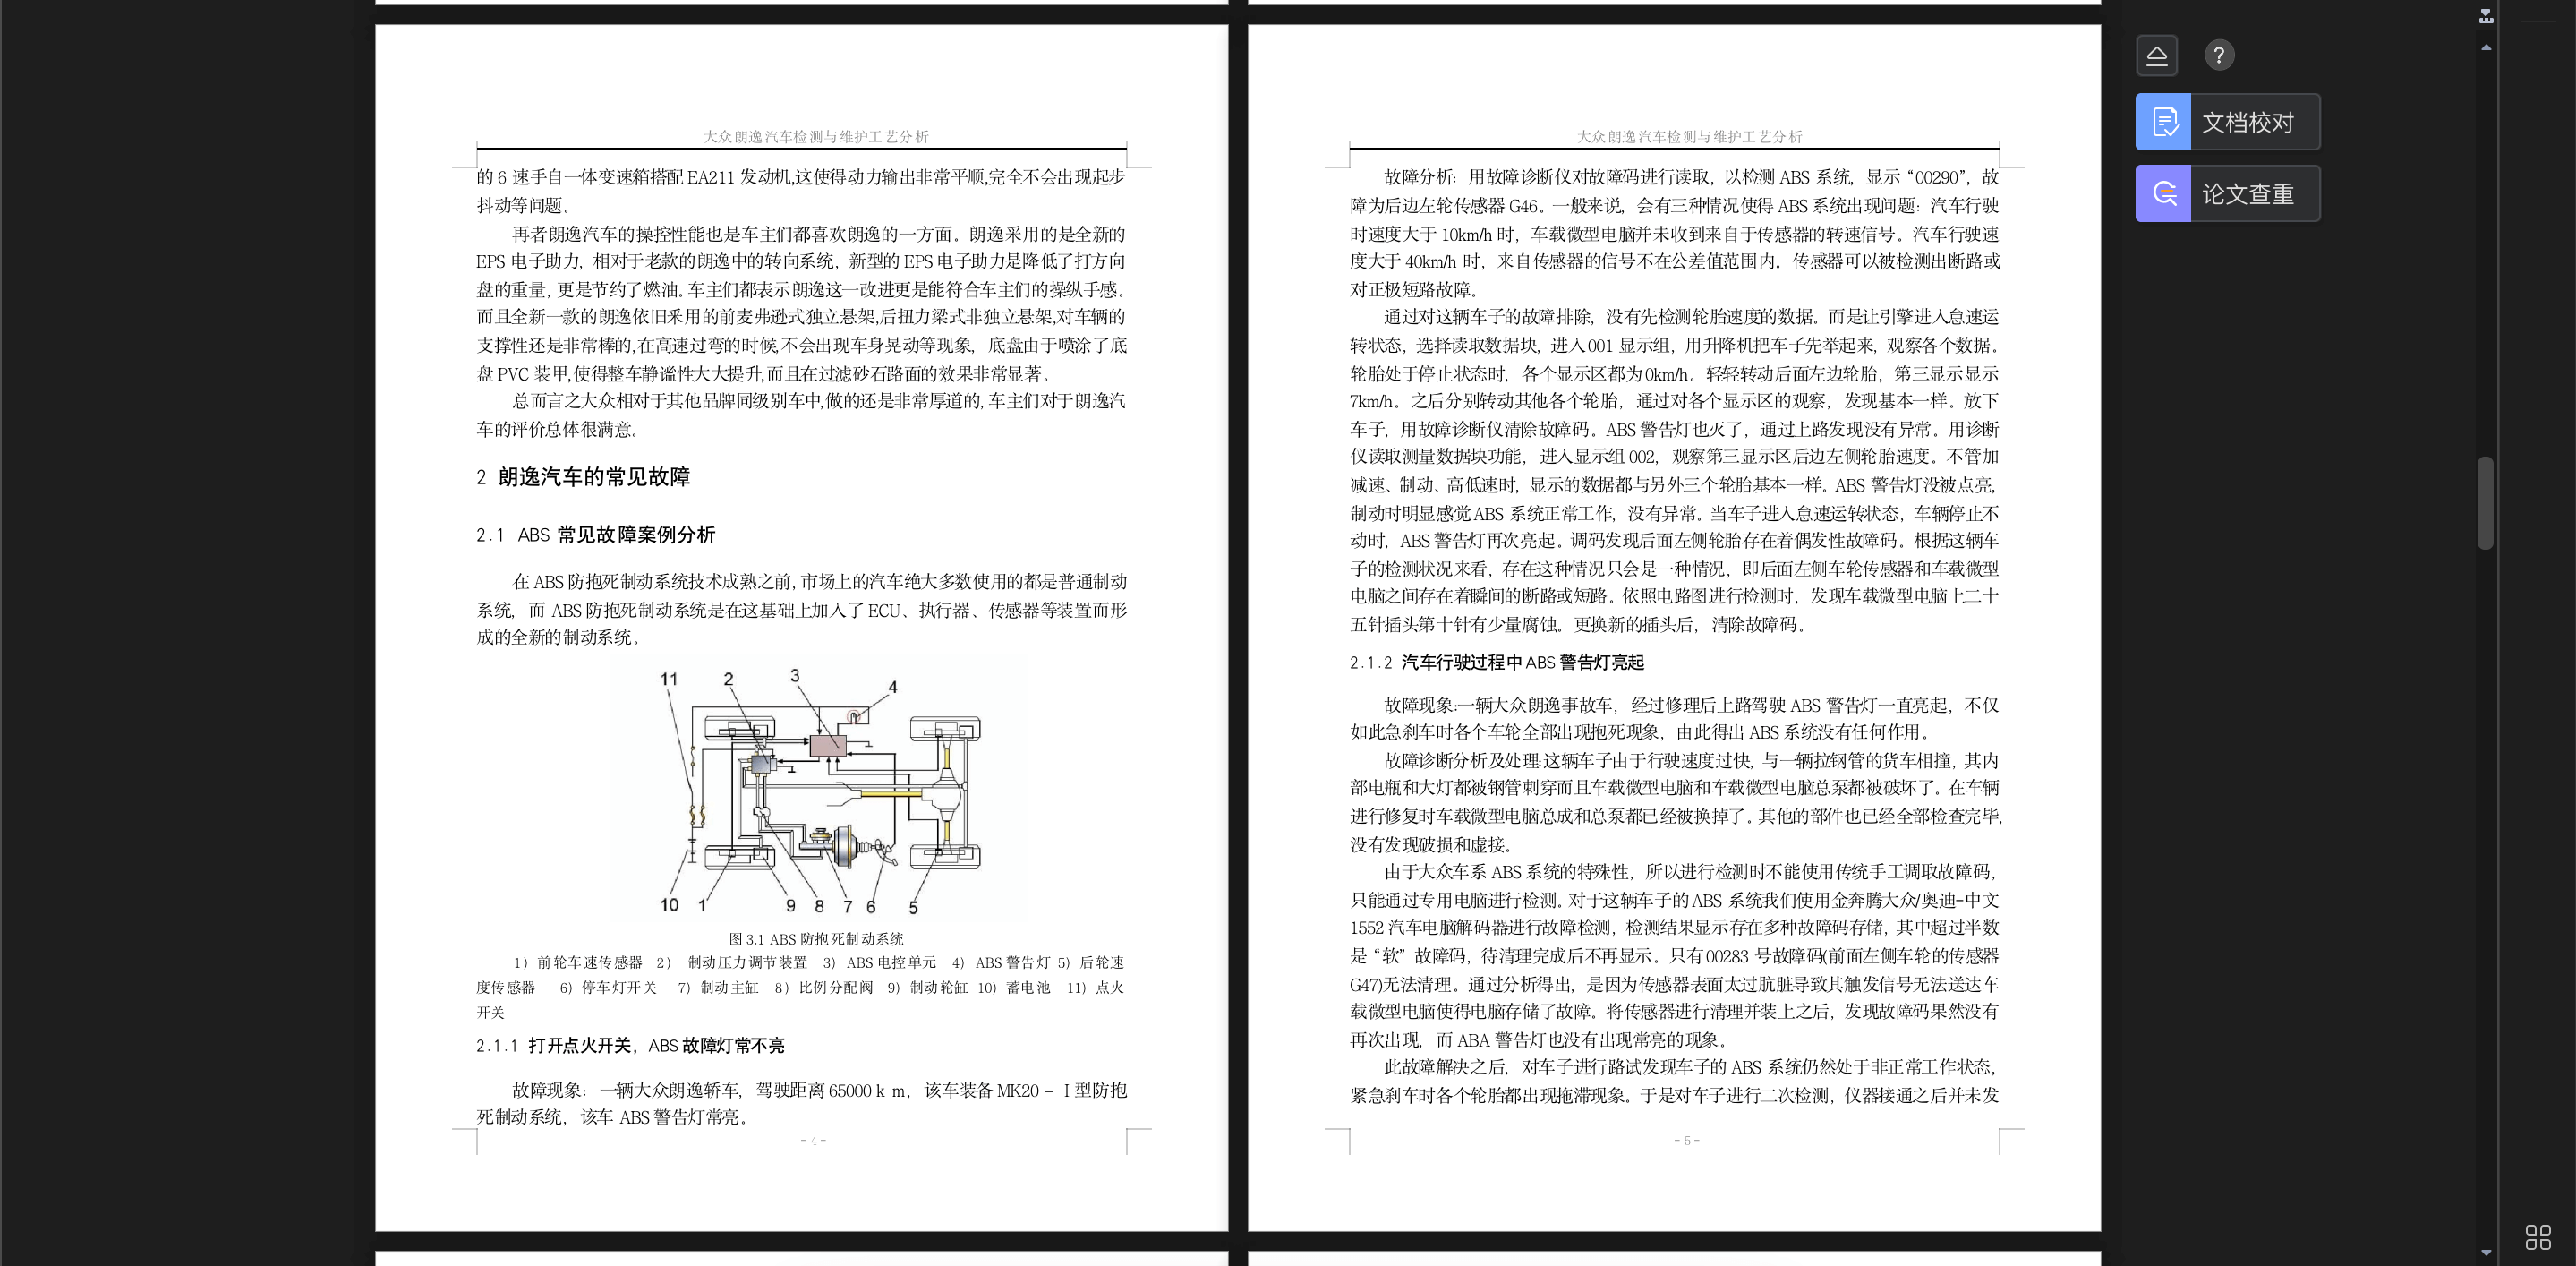 大众朗逸汽车检测与维护工艺分析
的 6 速手自一体变速箱搭配 EA211 发动机,这使得动力输出非常平顺,完全不会出现起步
抖动等问题。
再者朗逸汽车的操控性能也是车主们都喜欢朗逸的一方面。朗逸采用的是全新的
EPS 电子助力，相对于老款的朗逸中的转向系统，新型的 EPS 电子助力是降低了打方向
盘的重量，更是节约了燃油。车主们都表示朗逸这一改进更是能符合车主们的操纵手感。
而且全新一款的朗逸依旧采用的前麦弗逊式独立悬架,后扭力梁式非独立悬架,对车辆的
支撑性还是非常棒的,在高速过弯的时候,不会出现车身晃动等现象，底盘由于喷涂了底
盘 PVC 装甲,使得整车静谧性大大提升,而且在过滤砂石路面的效果非常显著。
总而言之大众相对于其他品牌同级别车中,做的还是非常厚道的,车主们对于朗逸汽
车的评价总体很满意。
2 朗逸汽车的常见故障
2.1 ABS 常见故障案例分析
在 ABS 防抱死制动系统技术成熟之前,市场上的汽车绝大多数使用的都是普通制动
系统，而 ABS 防抱死制动系统是在这基础上加入了 ECU、执行器、传感器等装置而形
成的全新的制动系统。
11 2 3 4
10 1 9 8 7 6 5
图 3.1 ABS 防抱死制动系统
1）前轮车速传感器 2） 制动压力调节装置 3）ABS 电控单元 4）ABS 警告灯 5）后轮速
度传感器 6）停车灯开关 7）制动主缸 8）比例分配阀 9）制动轮缸 10）蓄电池 11）点火
开关
2.1.1 打开点火开关，ABS 故障灯常不亮
故障现象：一辆大众朗逸轿车，驾驶距离 65000 k m，该车装备 MK20－Ⅰ型防抱
死制动系统，该车 ABS 警告灯常亮。
- 4 -
大众朗逸汽车检测与维护工艺分析
故障分析：用故障诊断仪对故障码进行读取，以检测 ABS 系统，显示 “00290”，故
障为后边左轮传感器 G46。一般来说，会有三种情况使得 ABS 系统出现问题：汽车行驶
时速度大于 10km/h 时，车载微型电脑并未收到来自于传感器的转速信号。汽车行驶速
度大于 40km/h 时，来自传感器的信号不在公差值范围内。传感器可以被检测出断路或
对正极短路故障。
通过对这辆车子的故障排除，没有先检测轮胎速度的数据。而是让引擎进入怠速运
转状态，选择读取数据块，进入 001 显示组，用升降机把车子先举起来，观察各个数据。
轮胎处于停止状态时，各个显示区都为 0km/h。轻轻转动后面左边轮胎，第三显示显示
7km/h。之后分别转动其他各个轮胎，通过对各个显示区的观察，发现基本一样。放下
车子，用故障诊断仪清除故障码。ABS 警告灯也灭了，通过上路发现没有异常。用诊断
仪读取测量数据块功能，进入显示组 002，观察第三显示区后边左侧轮胎速度。不管加
减速、制动、高低速时，显示的数据都与另外三个轮胎基本一样。ABS 警告灯没被点亮，
制动时明显感觉 ABS 系统正常工作，没有异常。当车子进入怠速运转状态，车辆停止不
动时，ABS 警告灯再次亮起。调码发现后面左侧轮胎存在着偶发性故障码。根据这辆车
子的检测状况来看，存在这种情况只会是一种情况，即后面左侧车轮传感器和车载微型
电脑之间存在着瞬间的断路或短路。依照电路图进行检测时，发现车载微型电脑上二十
五针插头第十针有少量腐蚀。更换新的插头后，清除故障码。
2.1.2 汽车行驶过程中 ABS 警告灯亮起
故障现象:一辆大众朗逸事故车，经过修理后上路驾驶 ABS 警告灯一直亮起，不仅
如此急刹车时各个车轮全部出现抱死现象，由此得出 ABS 系统没有任何作用。
故障诊断分析及处理:这辆车子由于行驶速度过快，与一辆拉钢管的货车相撞，其内
部电瓶和大灯都被钢管刺穿而且车载微型电脑和车载微型电脑总泵都被破坏了。在车辆
进行修复时车载微型电脑总成和总泵都已经被换掉了。其他的部件也已经全部检查完毕，
没有发现破损和虚接。
由于大众车系 ABS 系统的特殊性，所以进行检测时不能使用传统手工调取故障码，
只能通过专用电脑进行检测。对于这辆车子的 ABS 系统我们使用金奔腾大众/奥迪-中文
1552 汽车电脑解码器进行故障检测，检测结果显示存在多种故障码存储，其中超过半数
是 “软” 故障码，待清理完成后不再显示。只有 00283 号故障码(前面左侧车轮的传感器
G47)无法清理。通过分析得出，是因为传感器表面太过肮脏导致其触发信号无法送达车
载微型电脑使得电脑存储了故障。将传感器进行清理并装上之后，发现故障码果然没有
再次出现，而 ABA 警告灯也没有出现常亮的现象。
此故障解决之后，对车子进行路试发现车子的 ABS 系统仍然处于非正常工作状态，
紧急刹车时各个轮胎都出现拖滞现象。于是对车子进行二次检测，仪器接通之后并未发
- 5 -
?
文档校对
论文查重